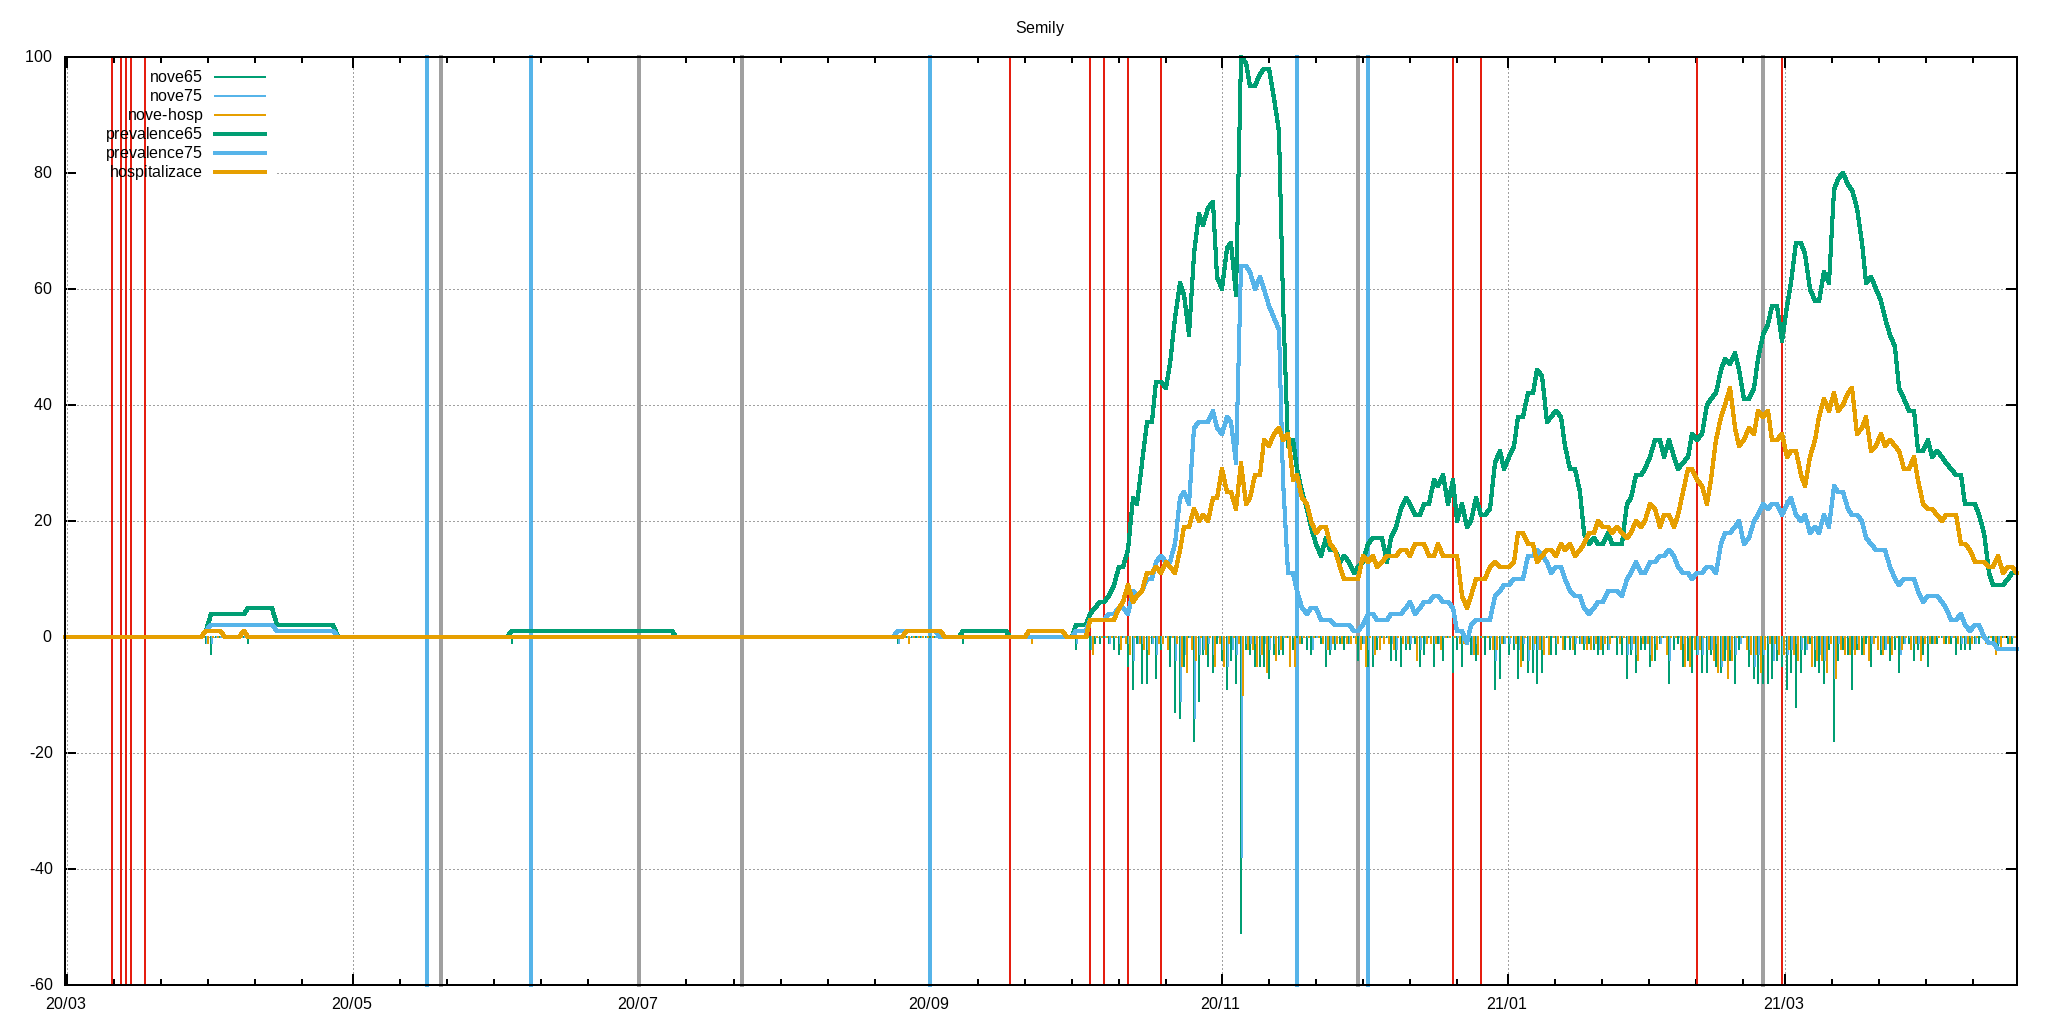 Semily
100
nove65
nove75
nove-hosp
prevalence65
prevalence75
hospitalizace
80
60
40
20
0
-20
-40
-60
20/03 20/05 20/07 20/09 20/11 21/01 21/03